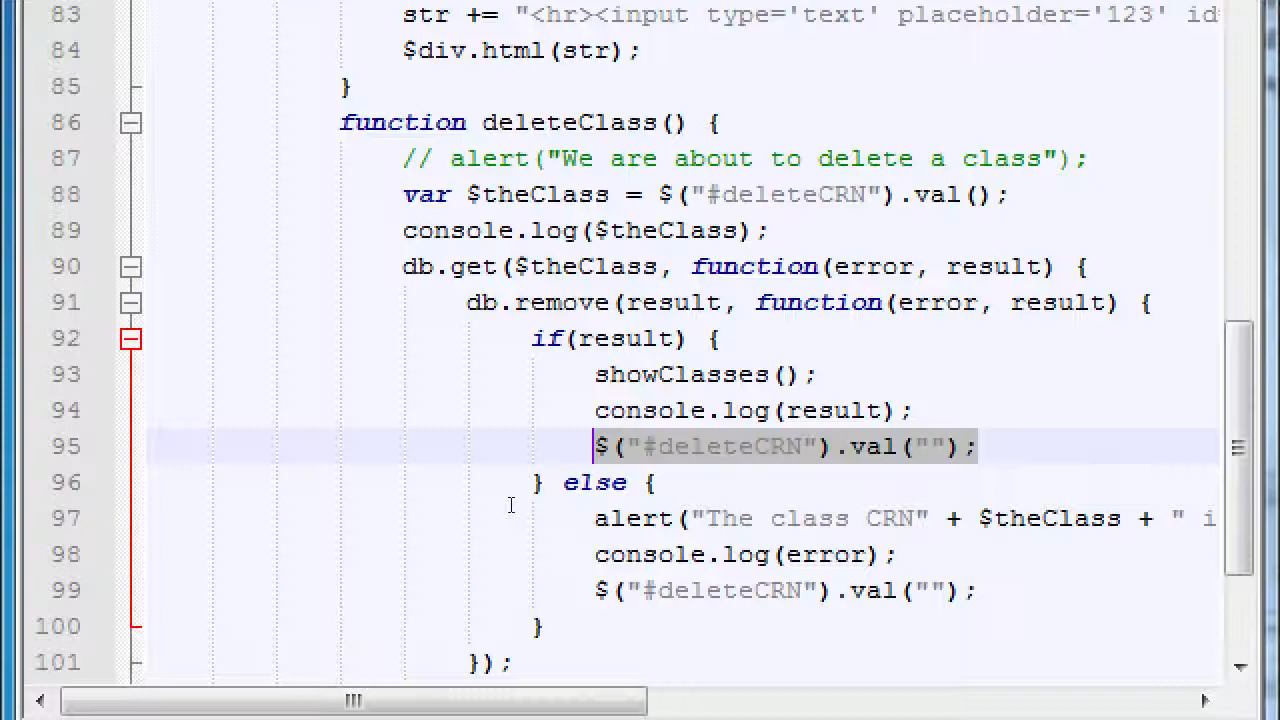 83 str += "<hr><input type='text' placeholder='123' id
84 $div.html(str);
85 }
86 function deleteClass() {
87 // alert("We are about to delete a class");
88 var $theClass = $("#deleteCRN").val();
89 console.log($theClass);
90 db.get($theClass, function(error, result) {
91 db.remove(result, function(error, result) {
92 if(result) {
93 showClasses();
94 console.log(result);
95 $("#deleteCRN").val("");
96 } else {
97 alert("The class CRN" + $theClass + " i
98 console.log(error);
99 $("#deleteCRN").val("");
100 }
101 });